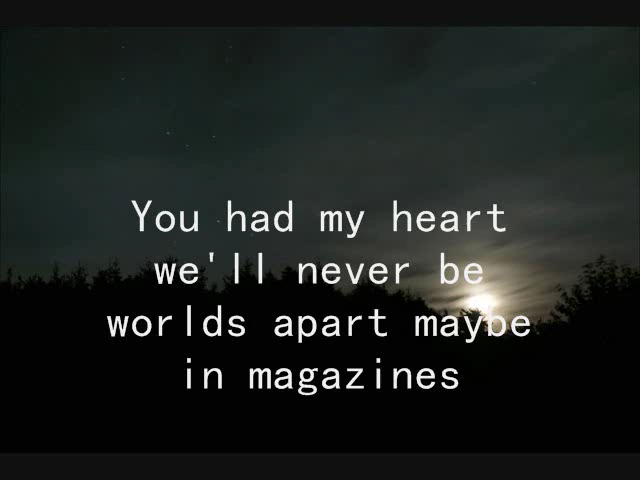 You had my heart
we'll never be
worlds apart maybe
in magazines